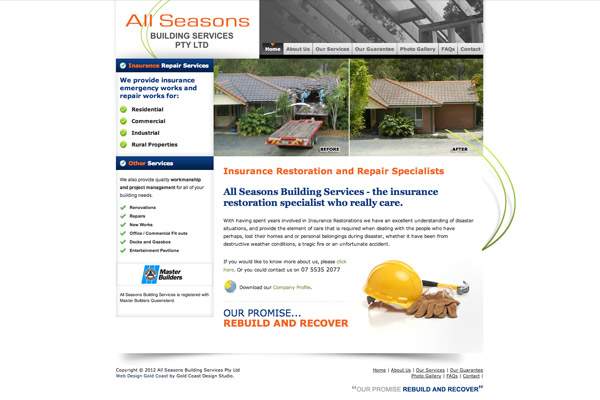 All Seasons
BUILDING SERVICES
PTY LTD
Home
About Us
Our Services
Our Guarantee
Photo Gallery
FAQs
Contact
Insurance Repair Services
We provide insurance
emergency works and
repair works for:
Residential
Commercial
Industrial
Rural Properties
Other Services
We also provide quality workmanship
and project management for all of your
building needs.
Renovations
Repairs
New Works
Office / Commercial Fit outs
Decks and Gazebos
Entertainment Pavilions
Master
Builders
All Seasons Building Services is registered with
Master Builders Queensland.
BEFORE
AFTER
Insurance Restoration and Repair Specialists
All Seasons Building Services - the insurance
restoration specialist who really care.
With having spent years involved in Insurance Restorations we have an excellent understanding of disaster
situations, and provide the element of care that is required when dealing with the people who have
perhaps, lost their homes and or personal belongings during disaster, whether it have been from
destructive weather conditions, a tragic fire or an unfortunate accident.
If you would like to know more about us, please click
here. Or you could contact us on 07 5535 2077
Download our Company Profile.
OUR PROMISE...
REBUILD AND RECOVER
Copyright © 2012 All Seasons Building Services Pty Ltd
Web Design Gold Coast by Gold Coast Design Studio.
Home | About Us | Our Services | Our Guarantee
Photo Gallery | FAQs | Contact |
“OUR PROMISE REBUILD AND RECOVER”